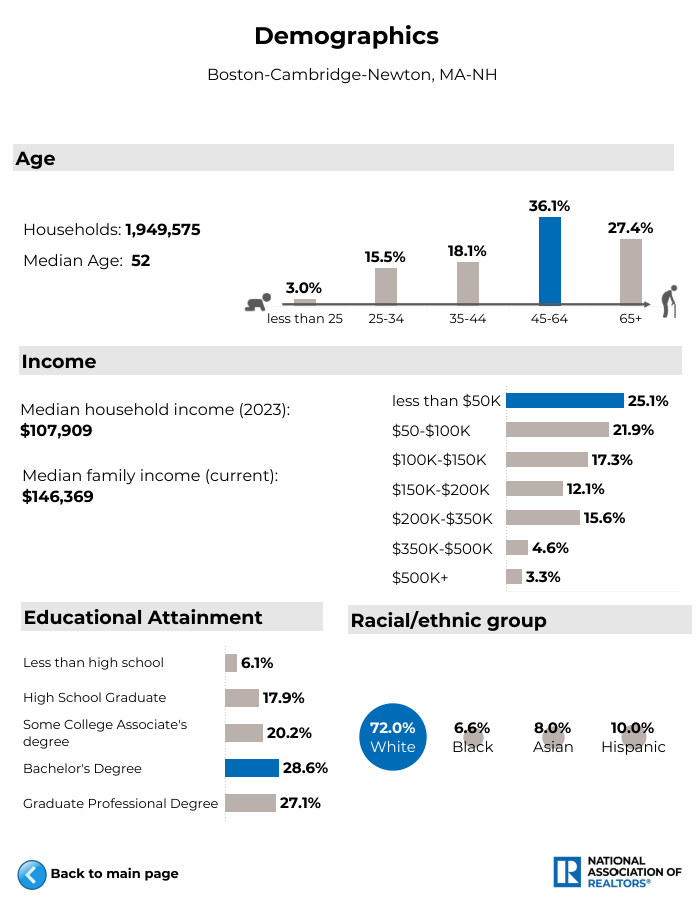 Demographics
Boston-Cambridge-Newton, MA-NH
Age
Households: 1,949,575
Median Age: 52
3.0%
15.5%
18.1%
36.1%
27.4%
less than 25
25-34
35-44
45-64
65+
Income
Median household income (2023):
$107,909
Median family income (current):
$146,369
less than $50K 25.1%
$50-$100K 21.9%
$100K-$150K 17.3%
$150K-$200K 12.1%
$200K-$350K 15.6%
$350K-$500K 4.6%
$500K+ 3.3%
Educational Attainment
Less than high school 6.1%
High School Graduate 17.9%
Some College Associate's
degree 20.2%
Bachelor's Degree 28.6%
Graduate Professional Degree 27.1%
Racial/ethnic group
72.0%
White
6.6%
Black
8.0%
Asian
10.0%
Hispanic
Back to main page
NATIONAL
ASSOCIATION OF
REALTORS®